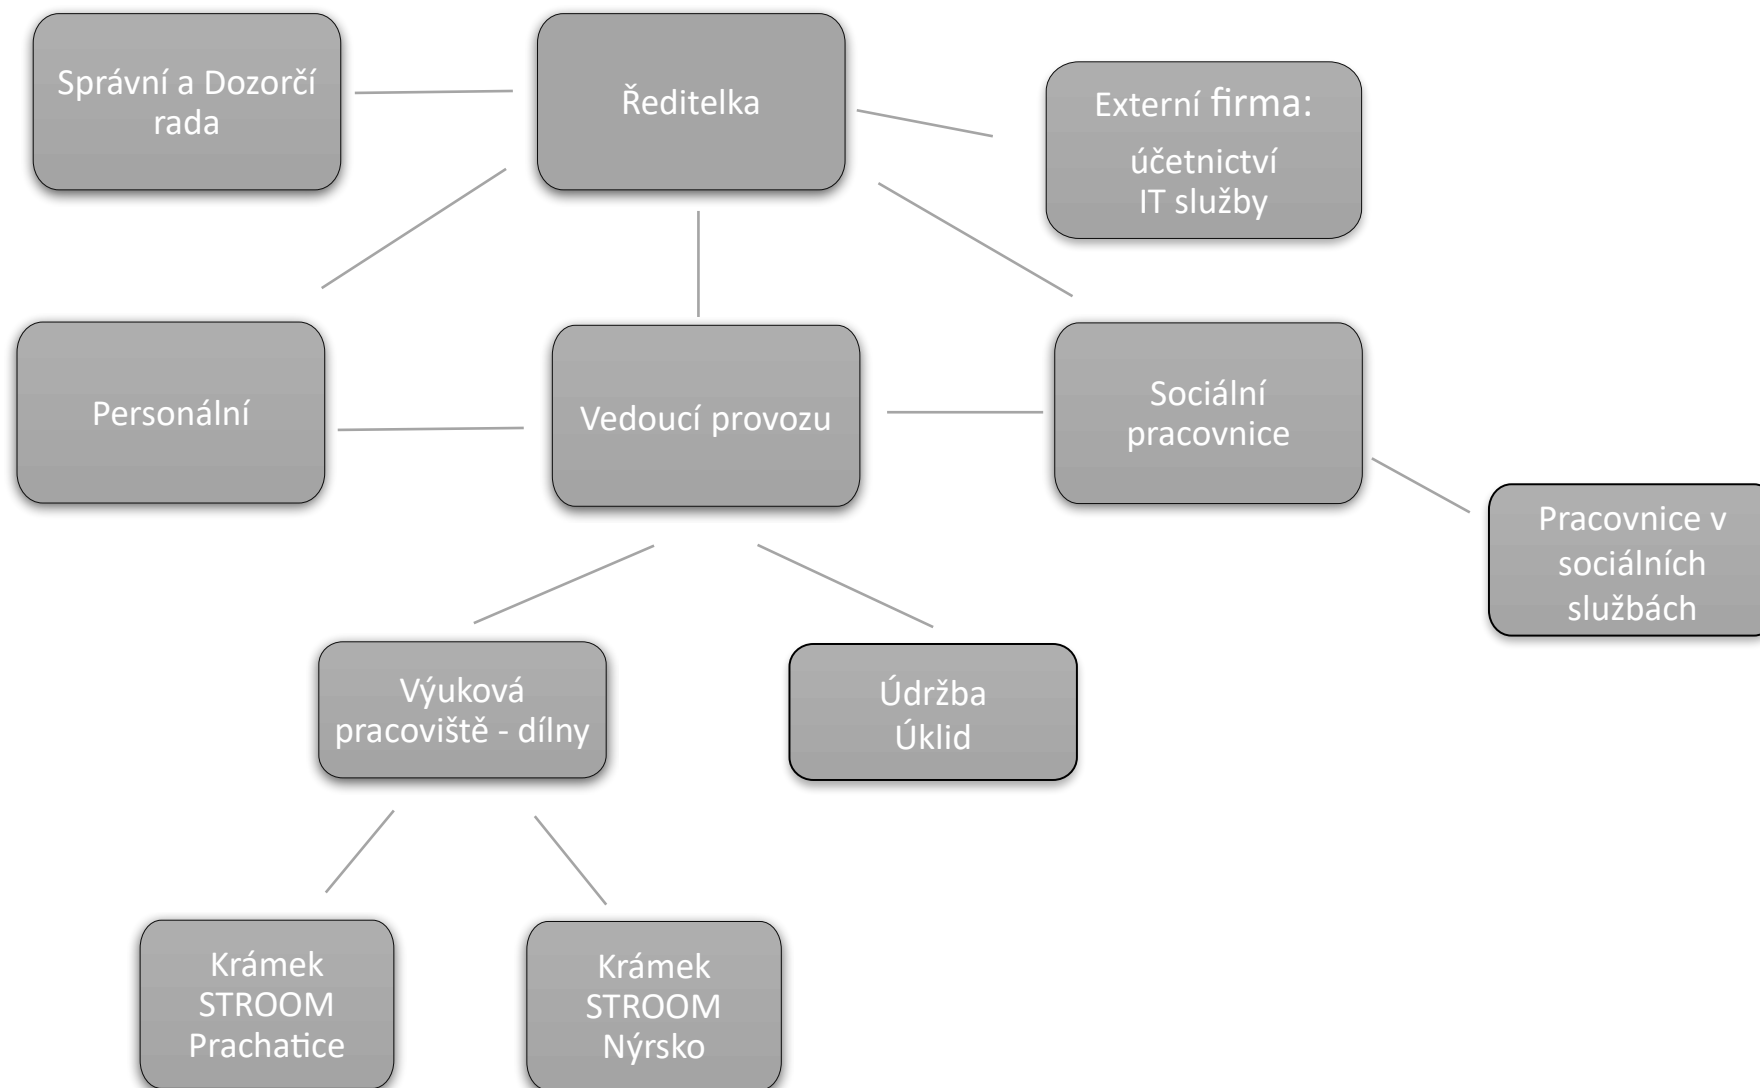 Správní a Dozorčí
rada
Ředitelka
Externí firma:
účetnictví
IT služby
Personální
Vedoucí provozu
Sociální
pracovnice
Pracovnice v
sociálních
službách
Výuková
pracoviště - dílny
Údržba
Úklid
Krámek
STROOM
Prachatice
Krámek
STROOM
Nýrsko